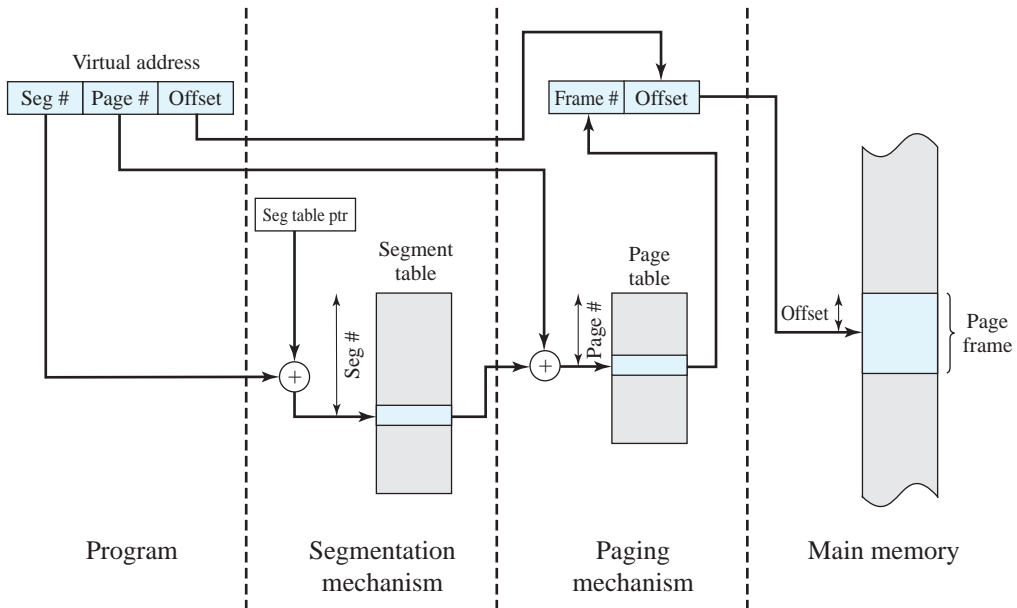 Virtual address
Seg #
Page #
Offset
Frame #
Offset
Seg table ptr
Segment
table
Page
table
Seg #
Page #
Offset
Page
frame
+
+
Program
Segmentation
mechanism
Paging
mechanism
Main memory